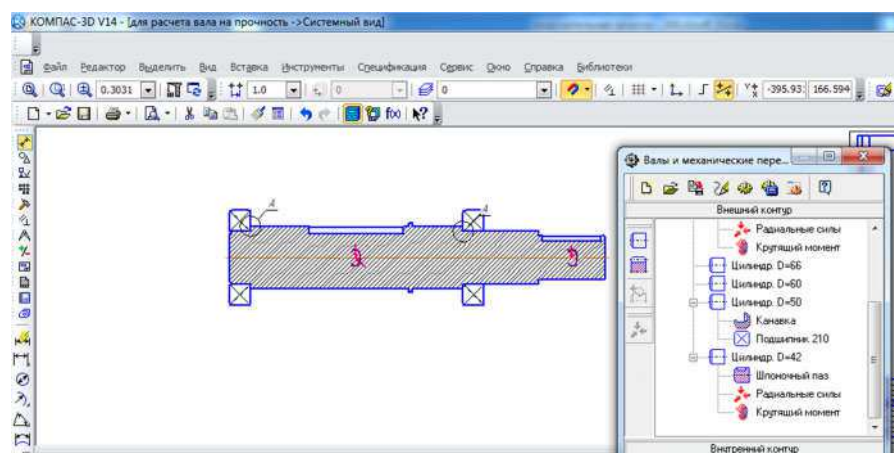 КОМПАС-3D V14 - [для расчета вала на прочность ->Системный вид]
Файл Редактор Выделить Вид Вставка Инструменты Спецификация Сервис Окно Справка Библиотеки
0.3031 1.0 0 0 -395.93 166.594
f(x)
Валы и механические пере...
Внешний контур
А А
Радиальные силы
Крутящий момент
Цилиндр. D=66
Цилиндр. D=60
Цилиндр. D=50
Канавка
Подшипник 210
Цилиндр. D=42
Шпоночный паз
Радиальные силы
Крутящий момент
Внутренний контур